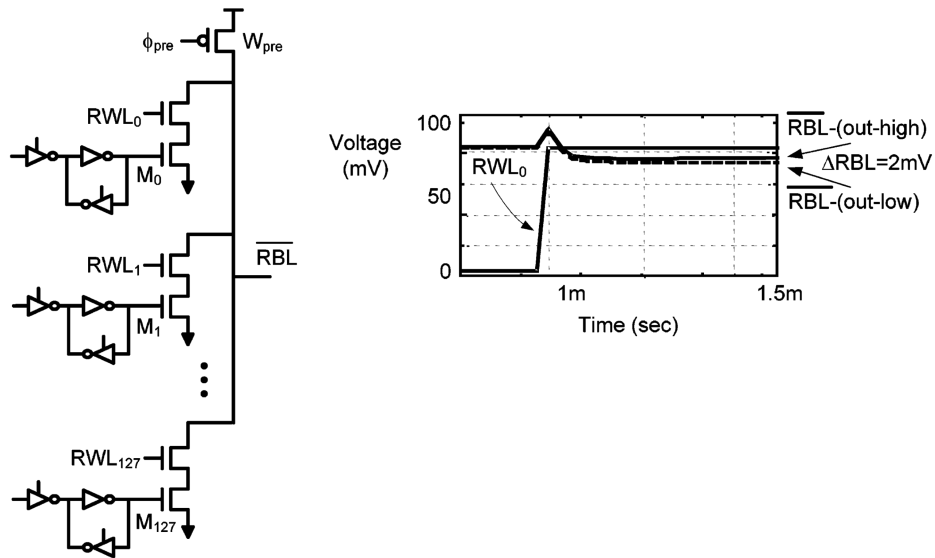 ϕpre
Wpre
RWL0
M0
RWL1
M1
RBL
RWL127
M127
Voltage
(mV)
100
50
0
RWL0
1m
1.5m
Time (sec)
RBL-(out-high)
ΔRBL=2mV
RBL-(out-low)